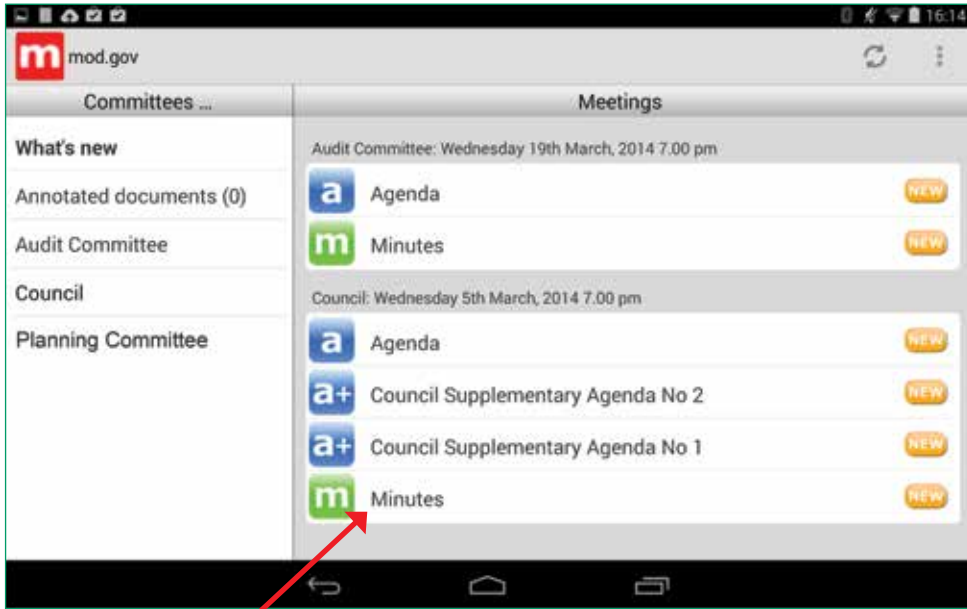 16:14
m mod.gov
Committees ...
Meetings
What's new
Annotated documents (0)
Audit Committee
Council
Planning Committee
Audit Committee: Wednesday 19th March, 2014 7.00 pm
a Agenda NEW
m Minutes NEW
Council: Wednesday 5th March, 2014 7.00 pm
a Agenda NEW
a+ Council Supplementary Agenda No 2 NEW
a+ Council Supplementary Agenda No 1 NEW
m Minutes NEW